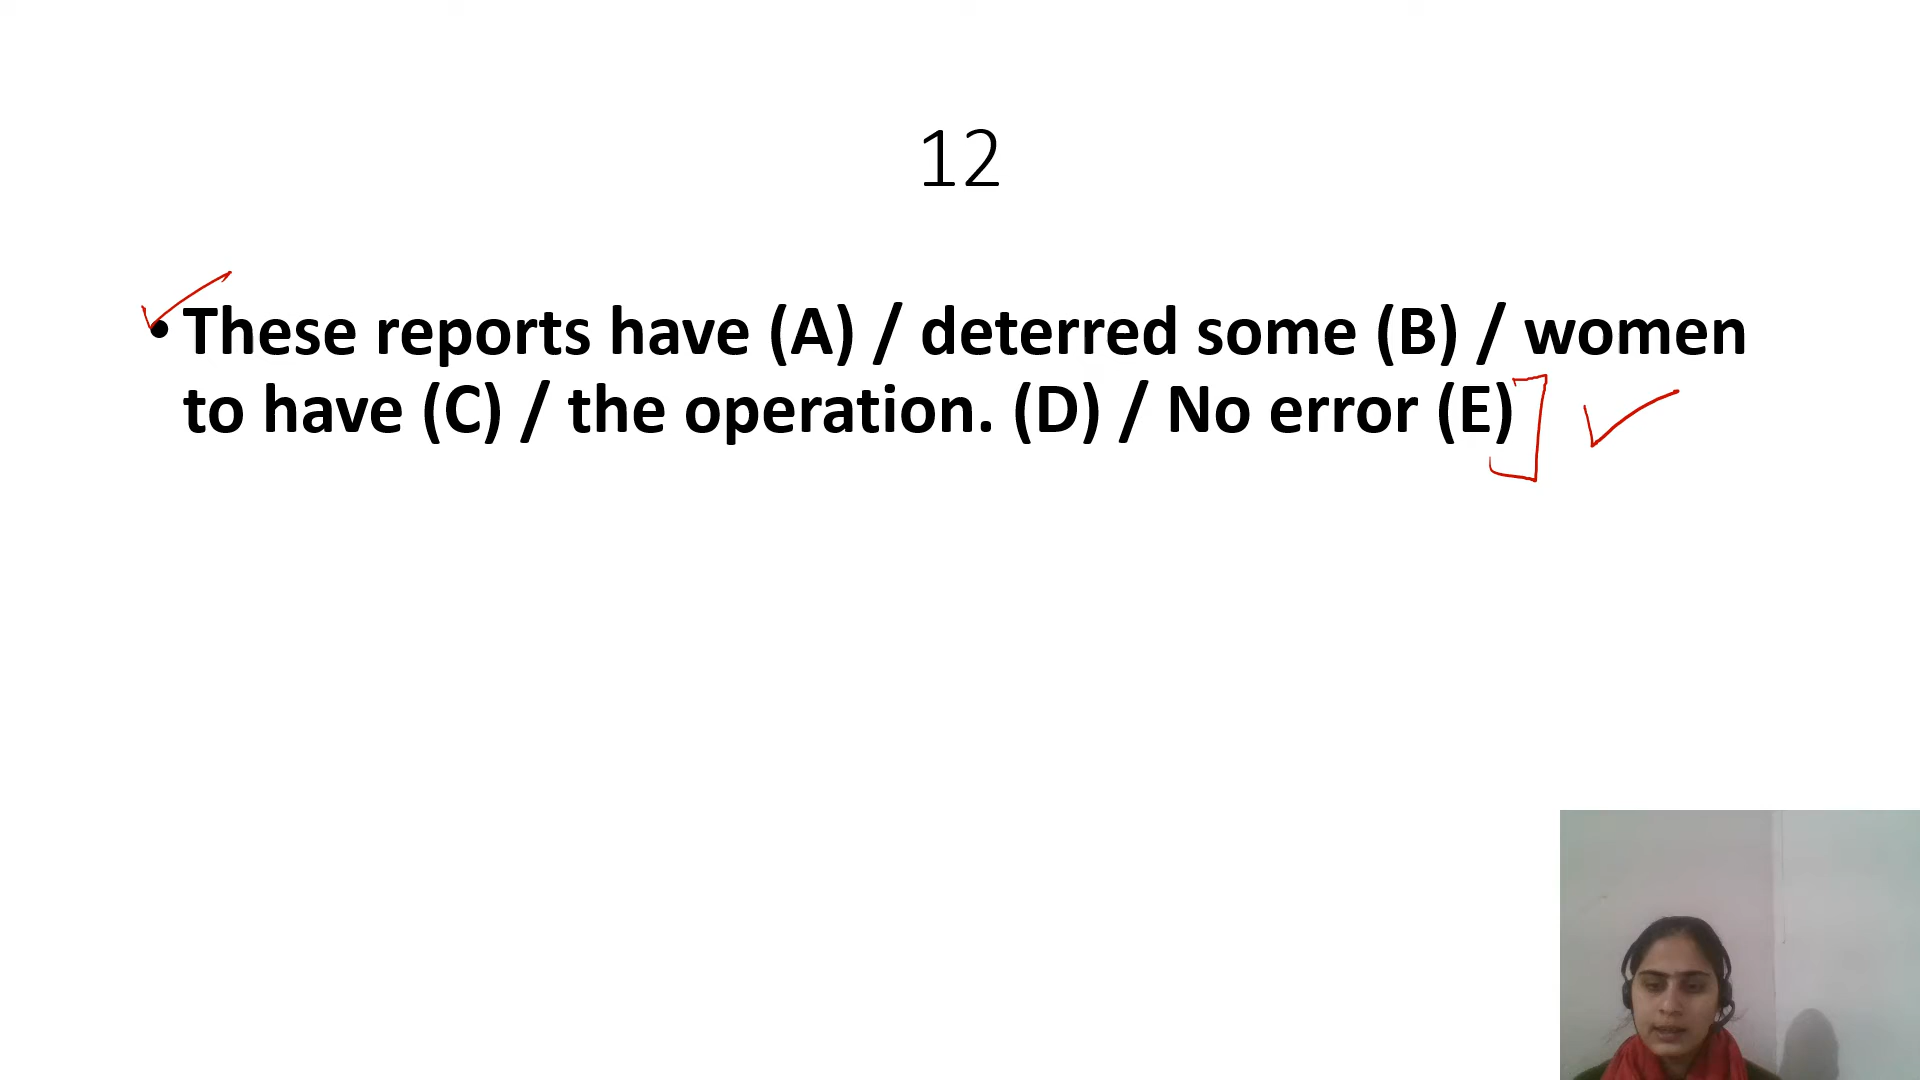 12
• These reports have (A) / deterred some (B) / women
to have (C) / the operation. (D) / No error (E)